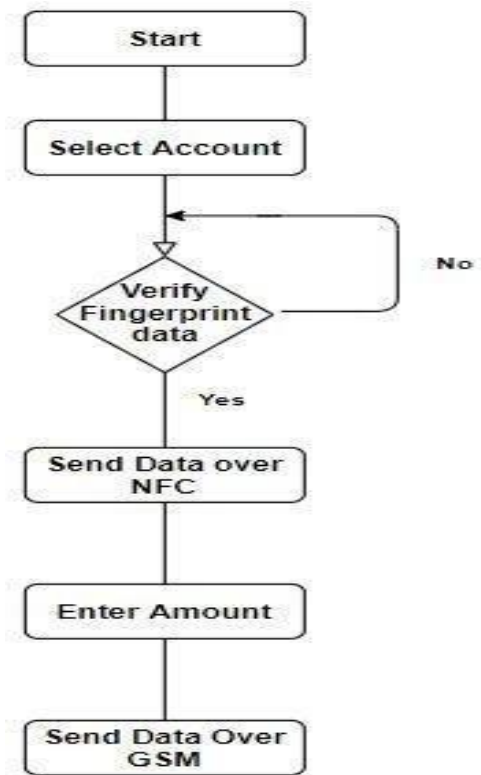 Start
Select Account
Verify
Fingerprint
data
No
Yes
Send Data over
NFC
Enter Amount
Send Data Over
GSM